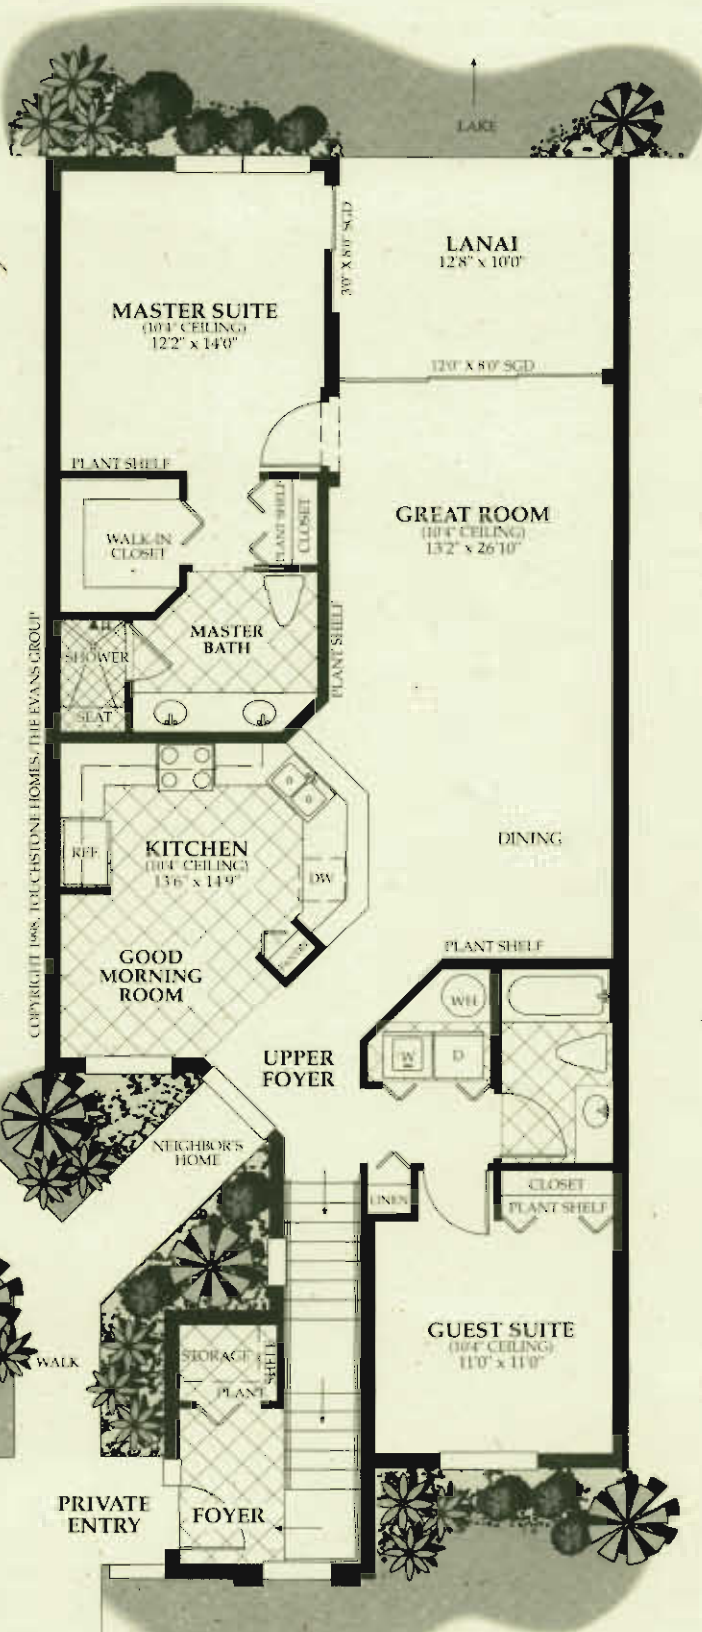 LAKE
LANAI
12'8" x 10'0"
3'0" X 8'0" SGD
MASTER SUITE
(10'4" CEILING)
12'2" x 14'0"
12'0" X 8'0" SGD
PLANT SHELF
WALK-IN
CLOSET
PLANT SHELF
CLOSET
GREAT ROOM
(10'4" CEILING)
13'2" x 26'10"
MASTER
BATH
PLANT SHELF
SHOWER
SEAT
COPYRIGHT 1998, TOUCHSTONE HOMES/THE EVANS GROUP
KITCHEN
(10'4" CEILING)
13'6" x 14'9"
REF
DW
DINING
PANTRY
GOOD
MORNING
ROOM
PLANT SHELF
WH
W
D
UPPER
FOYER
NEIGHBOR'S
HOME
LINEN
CLOSET
PLANT SHELF
GUEST SUITE
(10'4" CEILING)
11'0" x 11'0"
STORAGE
PLANT
SHELF
WALK
PRIVATE
ENTRY
FOYER